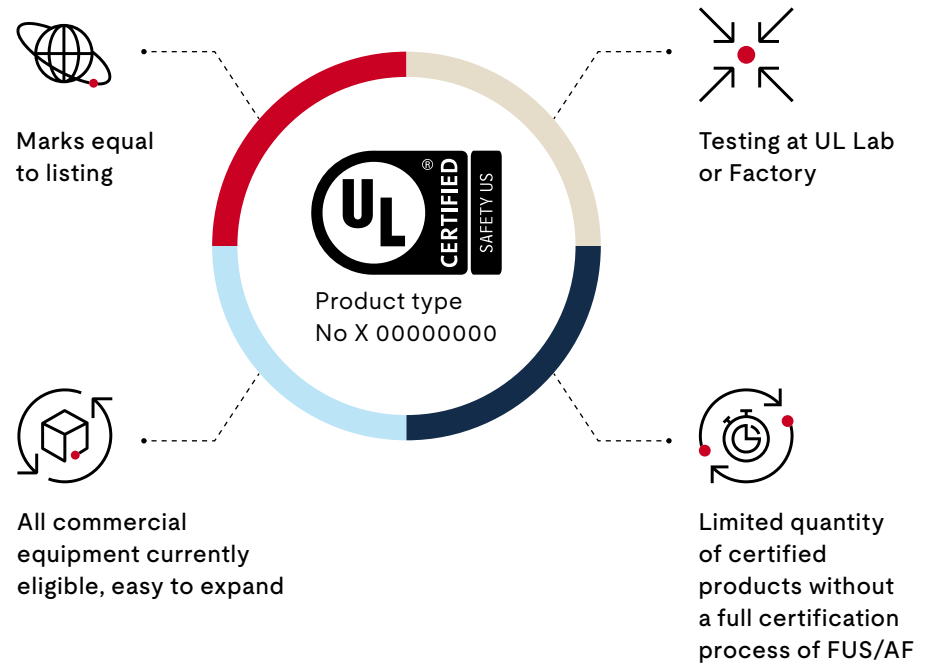 Marks equal
to listing
Testing at UL Lab
or Factory
UL
®
CERTIFIED
SAFETY US
Product type
No X 00000000
All commercial
equipment currently
eligible, easy to expand
Limited quantity
of certified
products without
a full certification
process of FUS/AF